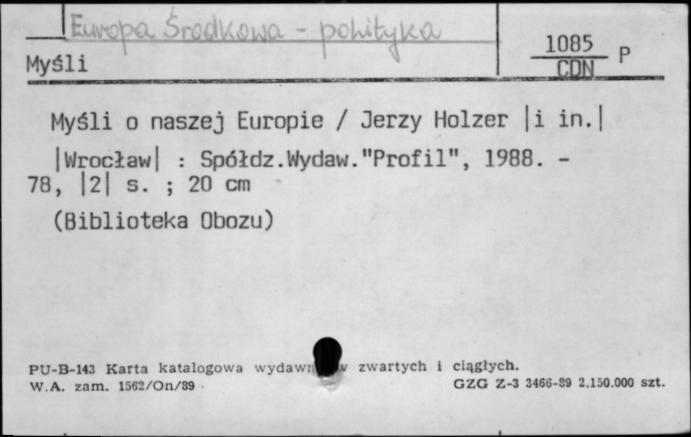 Europa Środkowa - polityka
1085 P
CDN
Myśli
Myśli o naszej Europie / Jerzy Holzer |i in.|
|Wrocław| : Spółdz.Wydaw."Profil", 1988. -
78, |2| s. ; 20 cm
(Biblioteka Obozu)
PU-B-143 Karta katalogowa zwartych i ciągłych.
W.A. zam. 1562/On/89 GZG Z-3 3466-89 2.150.000 szt.